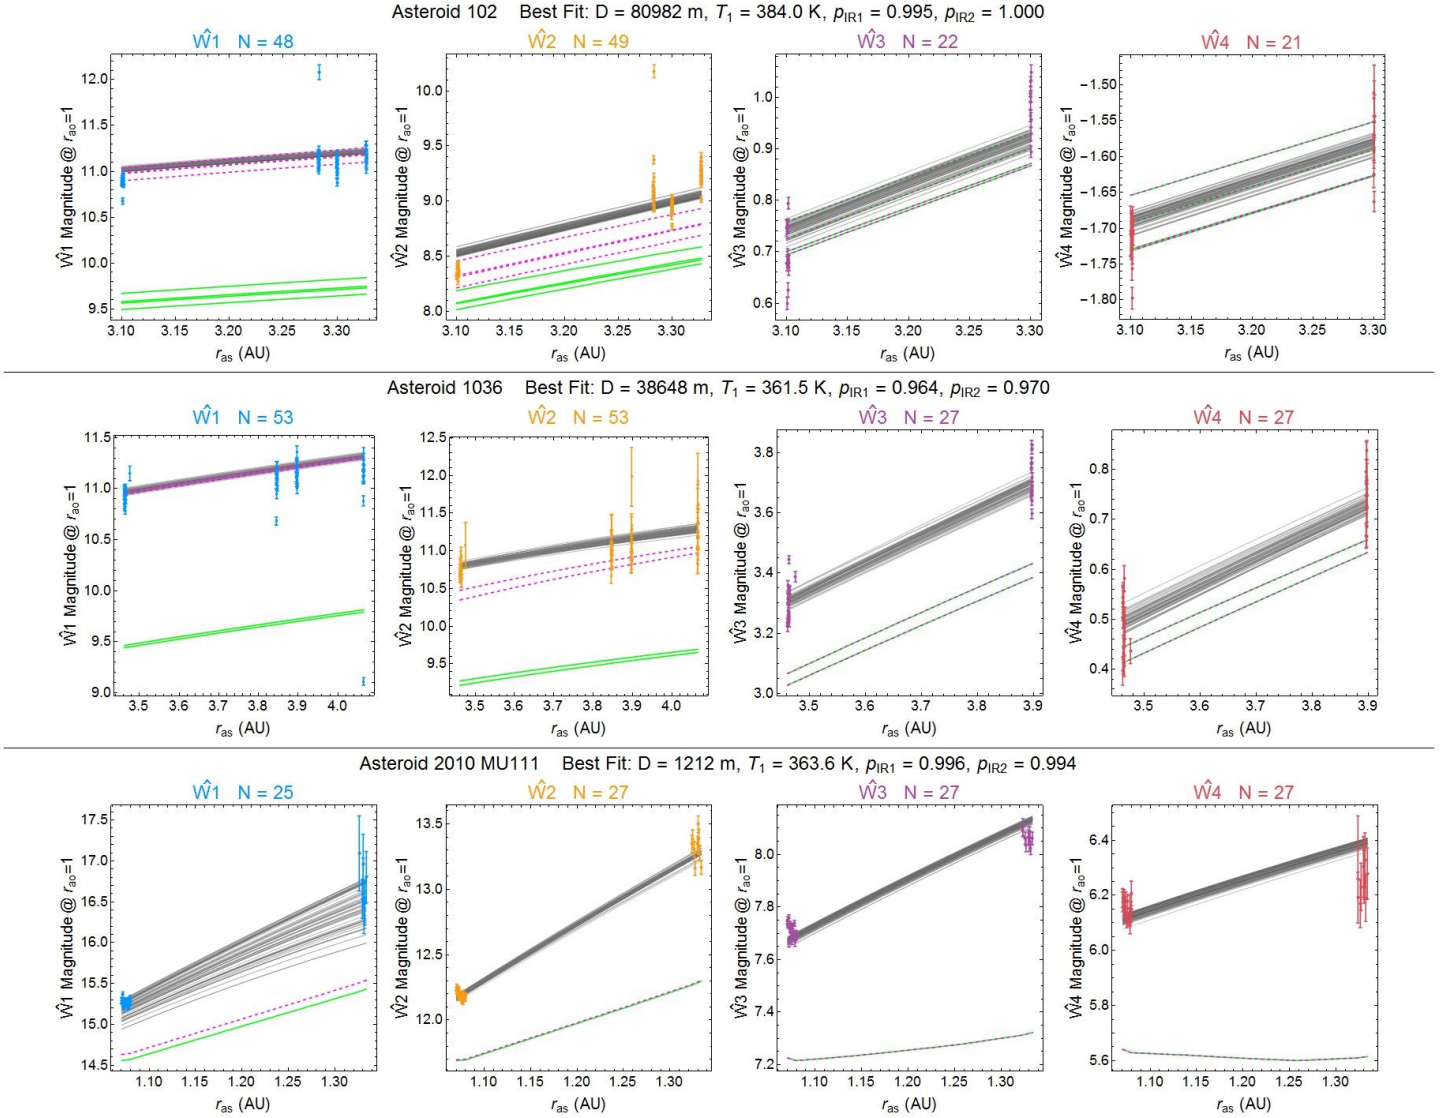 Asteroid 102 Best Fit: D = 80982 m, T₁ = 384.0 K, pIR1 = 0.995, pIR2 = 1.000
Ŵ1 N = 48
Ŵ2 N = 49
Ŵ3 N = 22
Ŵ4 N = 21
Ŵ1 Magnitude @ rao=1
12.0
11.5
11.0
10.5
10.0
9.5
3.10 3.15 3.20 3.25 3.30
ras (AU)
Ŵ2 Magnitude @ rao=1
10.0
9.5
9.0
8.5
8.0
3.10 3.15 3.20 3.25 3.30
ras (AU)
Ŵ3 Magnitude @ rao=1
1.0
0.9
0.8
0.7
0.6
3.10 3.15 3.20 3.25 3.30
ras (AU)
Ŵ4 Magnitude @ rao=1
−1.50
−1.55
−1.60
−1.65
−1.70
−1.75
−1.80
3.10 3.15 3.20 3.25 3.30
ras (AU)
Asteroid 1036 Best Fit: D = 38648 m, T₁ = 361.5 K, pIR1 = 0.964, pIR2 = 0.970
Ŵ1 N = 53
Ŵ2 N = 53
Ŵ3 N = 27
Ŵ4 N = 27
Ŵ1 Magnitude @ rao=1
11.5
11.0
10.5
10.0
9.5
9.0
3.5 3.6 3.7 3.8 3.9 4.0
ras (AU)
Ŵ2 Magnitude @ rao=1
12.5
12.0
11.5
11.0
10.5
10.0
9.5
3.5 3.6 3.7 3.8 3.9 4.0
ras (AU)
Ŵ3 Magnitude @ rao=1
3.8
3.6
3.4
3.2
3.0
3.5 3.6 3.7 3.8 3.9
ras (AU)
Ŵ4 Magnitude @ rao=1
0.8
0.7
0.6
0.5
0.4
3.5 3.6 3.7 3.8 3.9
ras (AU)
Asteroid 2010 MU111 Best Fit: D = 1212 m, T₁ = 363.6 K, pIR1 = 0.996, pIR2 = 0.994
Ŵ1 N = 25
Ŵ2 N = 27
Ŵ3 N = 27
Ŵ4 N = 27
Ŵ1 Magnitude @ rao=1
17.5
17.0
16.5
16.0
15.5
15.0
14.5
1.10 1.15 1.20 1.25 1.30
ras (AU)
Ŵ2 Magnitude @ rao=1
13.5
13.0
12.5
12.0
1.10 1.15 1.20 1.25 1.30
ras (AU)
Ŵ3 Magnitude @ rao=1
8.0
7.8
7.6
7.4
7.2
1.10 1.15 1.20 1.25 1.30
ras (AU)
Ŵ4 Magnitude @ rao=1
6.4
6.2
6.0
5.8
5.6
1.10 1.15 1.20 1.25 1.30
ras (AU)